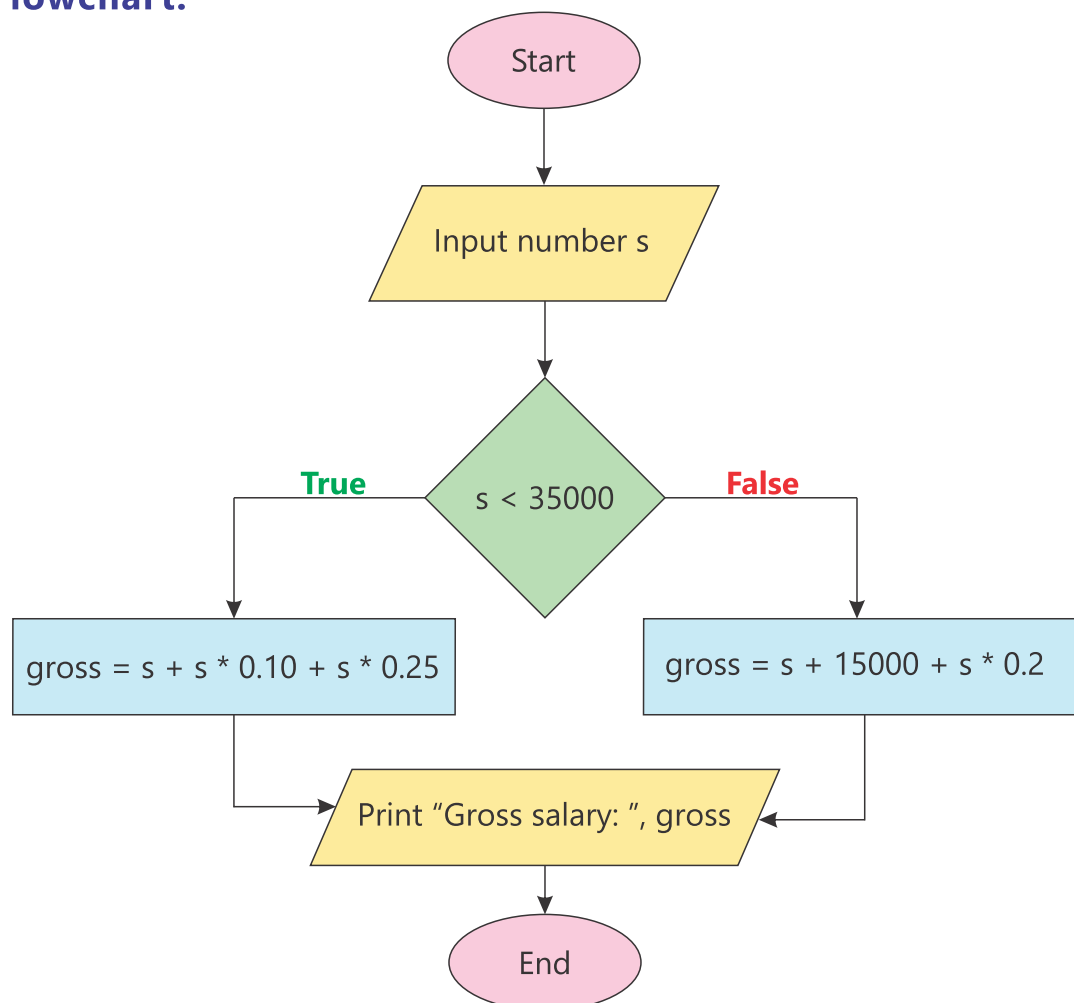 lowchart:
Start
Input number s
s < 35000
True
False
gross = s + s * 0.10 + s * 0.25
gross = s + 15000 + s * 0.2
Print “Gross salary: ”, gross
End